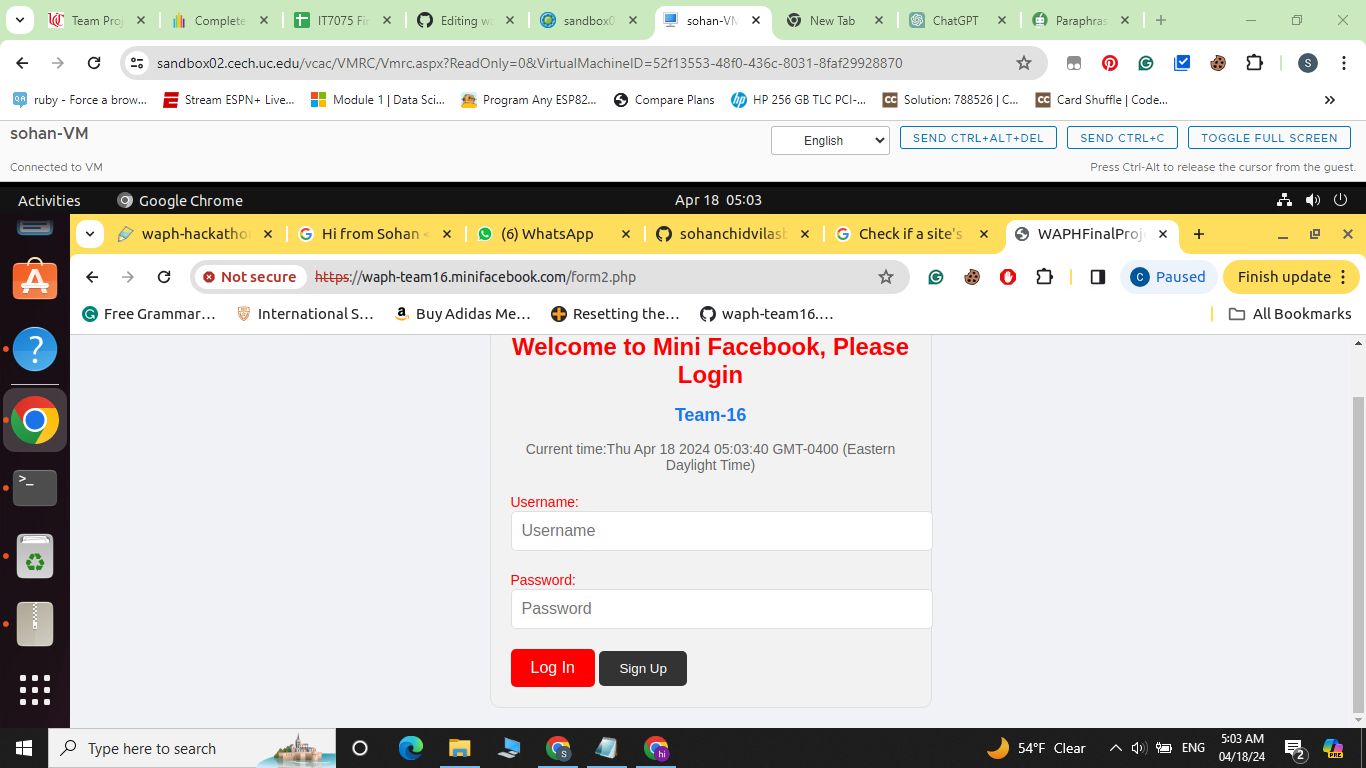 Team Proj
Complete
IT7075 Fin
Editing wa
sandbox0
sohan-VM
New Tab
ChatGPT
Paraphras
sandbox02.cech.uc.edu/vcac/VMRC/Vmrc.aspx?ReadOnly=0&VirtualMachineID=52f13553-48f0-436c-8031-8faf29928870
S
ruby - Force a brow...
Stream ESPN+ Live...
Module 1 | Data Sci...
Program Any ESP82...
Compare Plans
HP 256 GB TLC PCI-...
Solution: 788526 | C...
Card Shuffle | Code...
sohan-VM
English
SEND CTRL+ALT+DEL
SEND CTRL+C
TOGGLE FULL SCREEN
Connected to VM
Press Ctrl-Alt to release the cursor from the guest.
Activities
Google Chrome
Apr 18 05:03
waph-hackatho
Hi from Sohan
(6) WhatsApp
sohanchidvilas
Check if a site's
WAPHFinalProj
Not secure
https://waph-team16.minifacebook.com/form2.php
C
Paused
Finish update
Free Grammar...
International S...
Buy Adidas Me...
Resetting the...
waph-team16....
All Bookmarks
Welcome to Mini Facebook, Please
Login
Team-16
Current time:Thu Apr 18 2024 05:03:40 GMT-0400 (Eastern
Daylight Time)
Username:
Username
Password:
Password
Log In
Sign Up
Type here to search
54°F Clear
ENG
5:03 AM
04/18/24
2